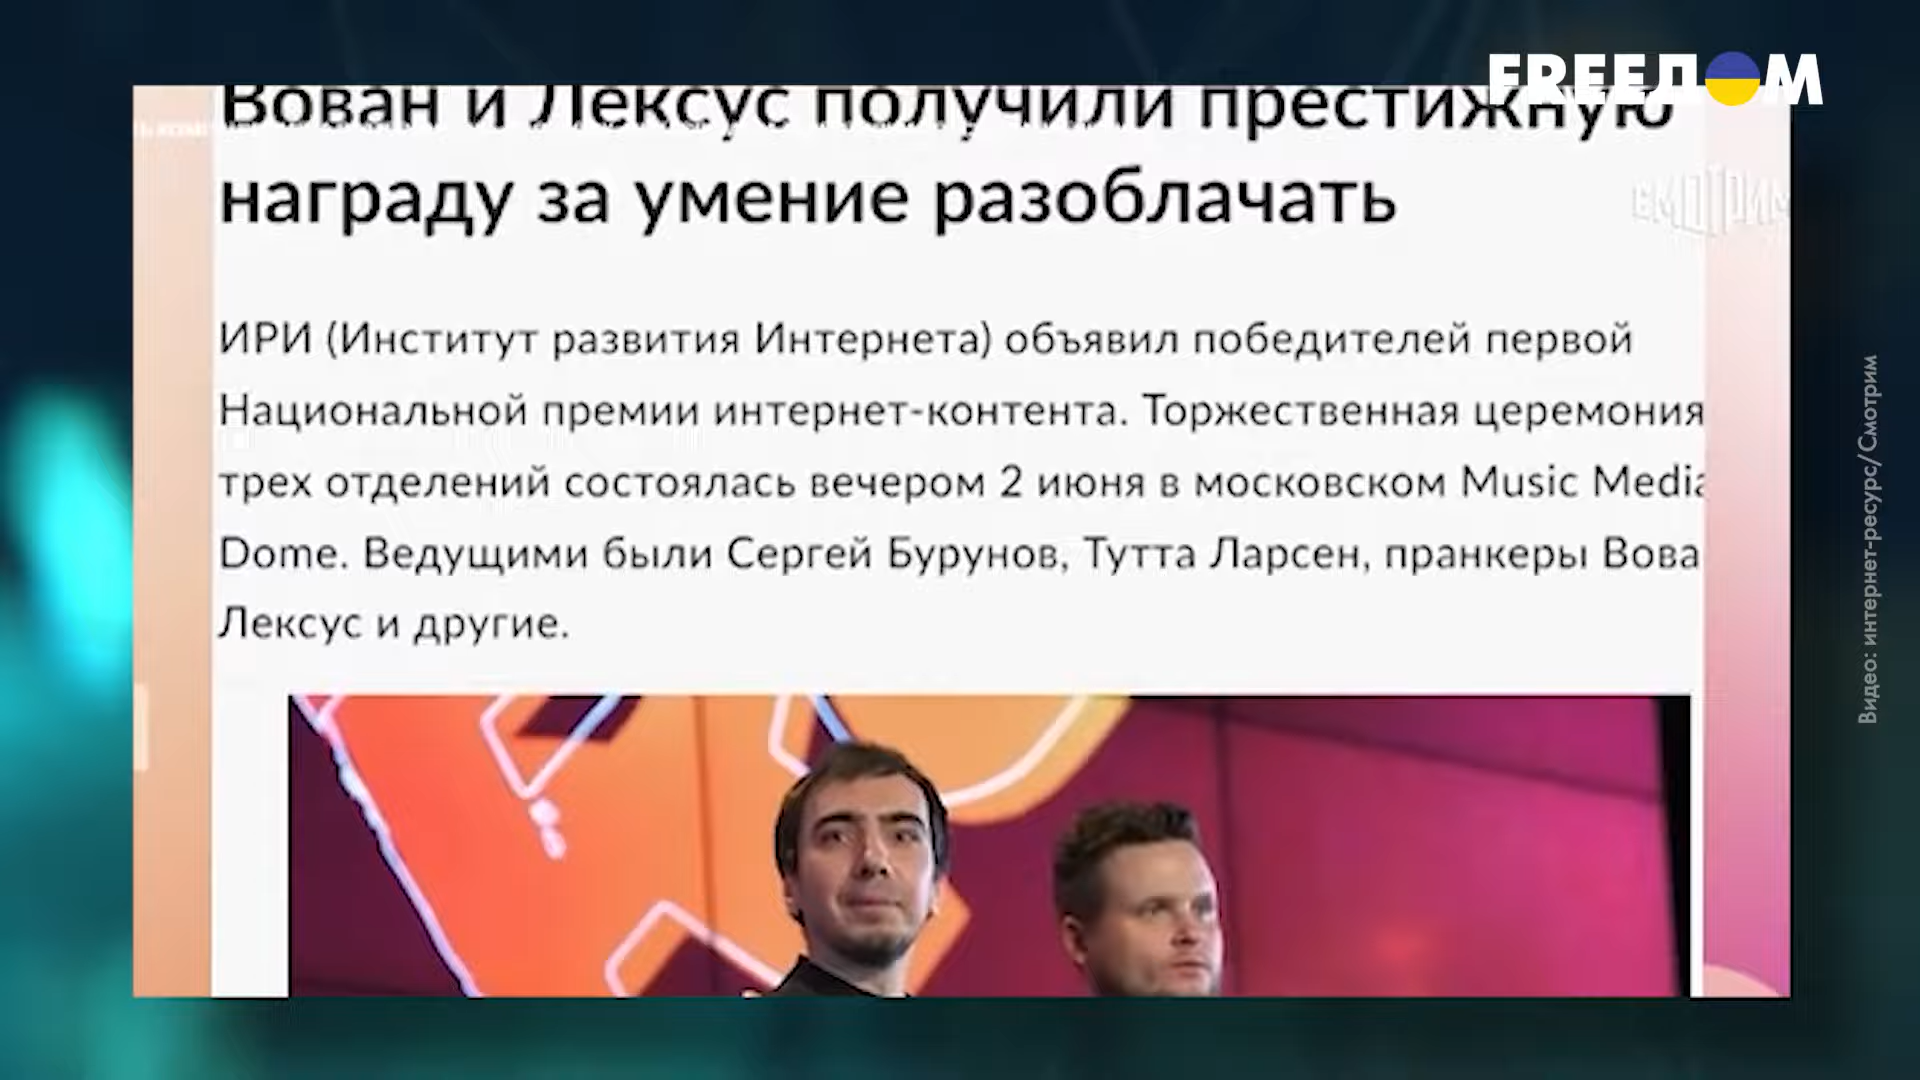 FREEДОМ
Вован и Лексус получили престижную
награду за умение разоблачать
СМОТРИМ
ИРИ (Институт развития Интернета) объявил победителей первой
Национальной премии интернет-контента. Торжественная церемония
трех отделений состоялась вечером 2 июня в московском Music Media
Dome. Ведущими были Сергей Бурунов, Тутта Ларсен, пранкеры Вова
Лексус и другие.
Видео: интернет-ресурс/Смотрим